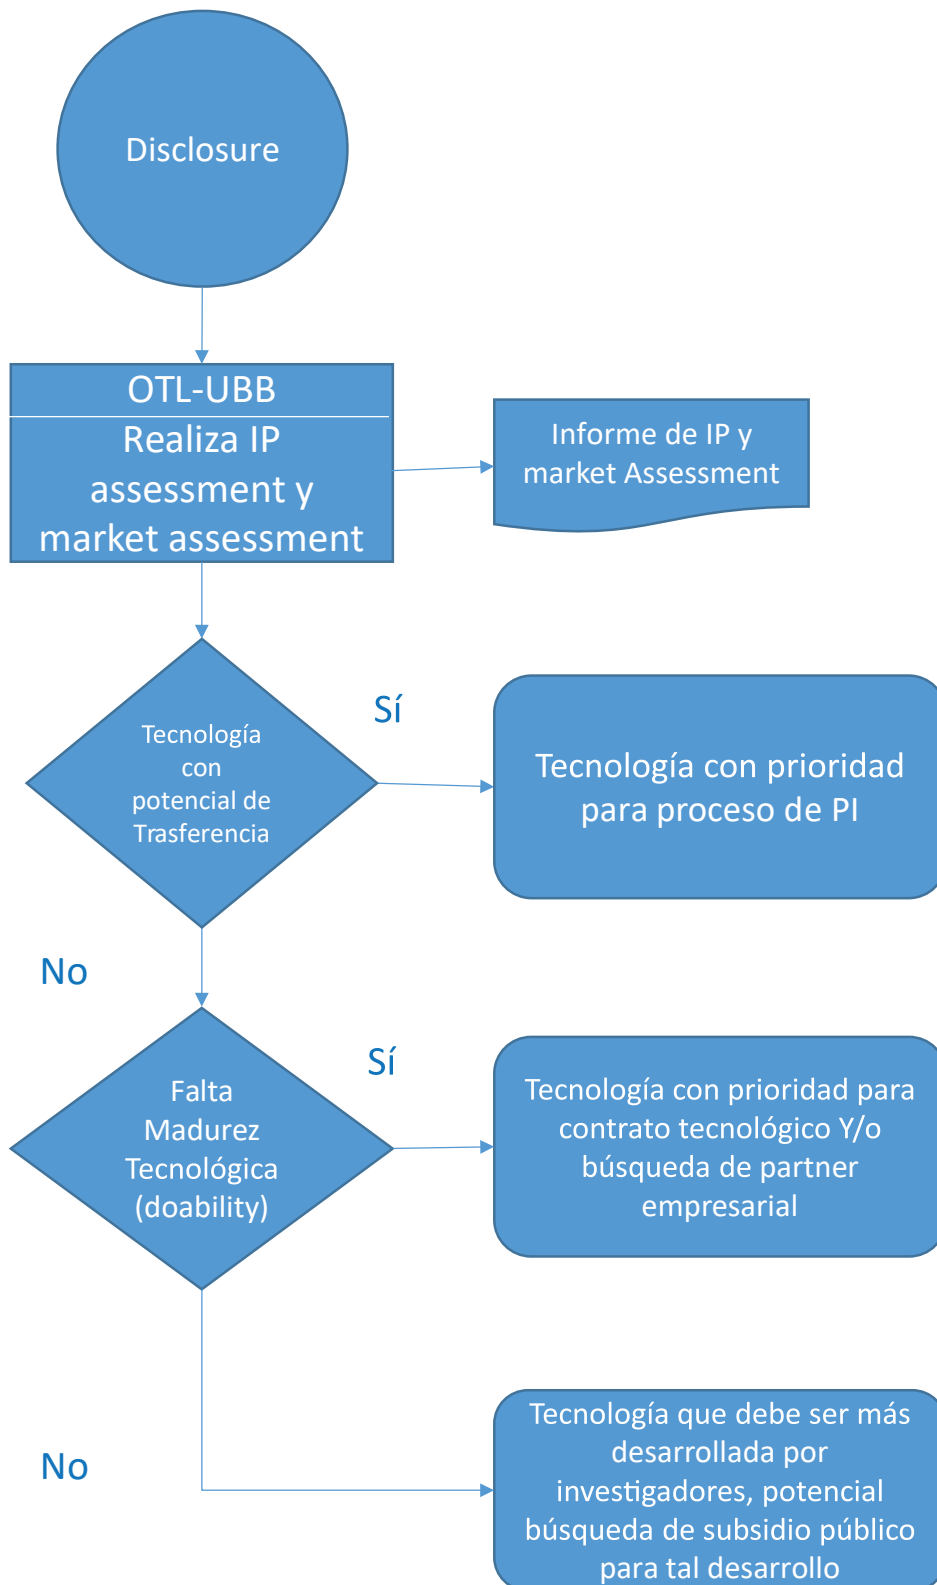 Disclosure
OTL-UBB
Realiza IP
assessment y
market assessment
Informe de IP y
market Assessment
Tecnología
con
potencial de
Trasferencia
Sí
Tecnología con prioridad
para proceso de PI
No
Falta
Madurez
Tecnológica
(doability)
Sí
Tecnología con prioridad para
contrato tecnológico Y/o
búsqueda de partner
empresarial
No
Tecnología que debe ser más
desarrollada por
investigadores, potencial
búsqueda de subsidio público
para tal desarrollo